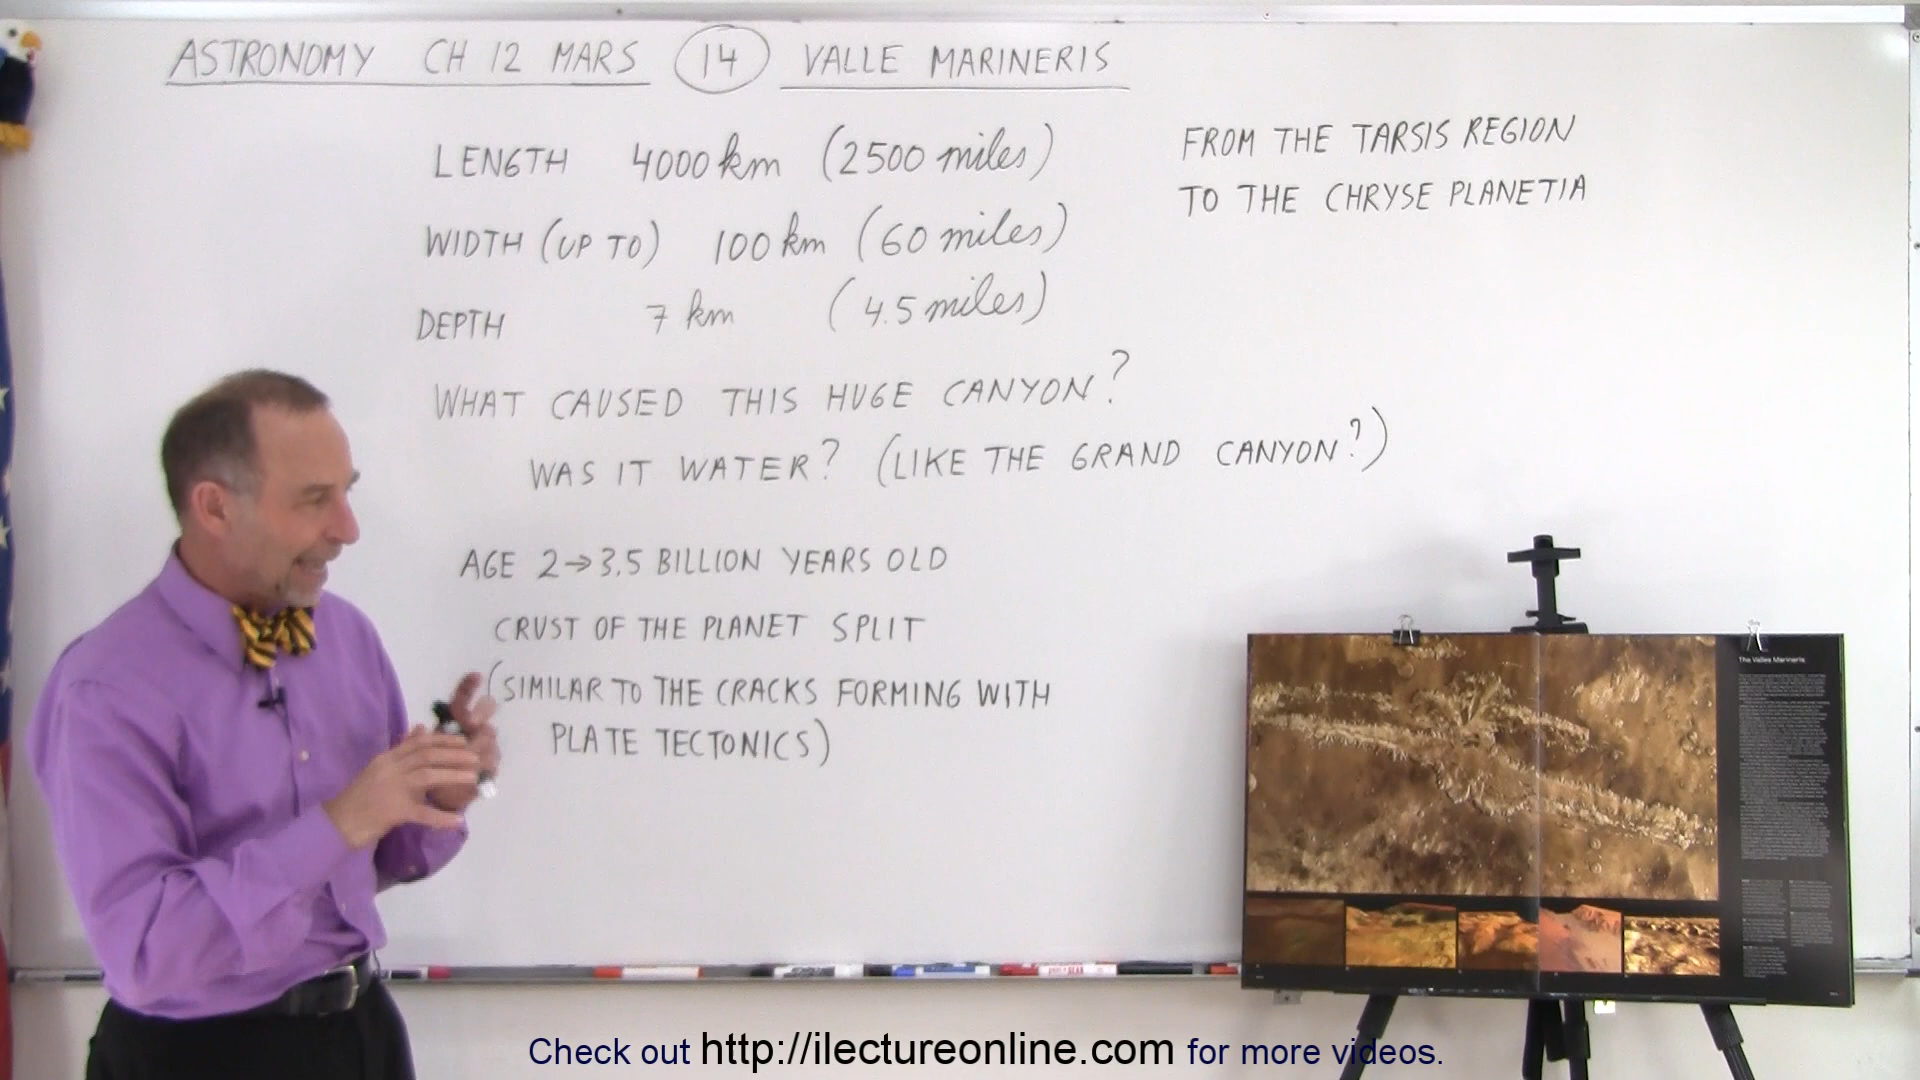 ASTRONOMY CH 12 MARS 14 VALLE MARINERIS
LENGTH 4000 km (2500 miles)
WIDTH (UP TO) 100 km (60 miles)
DEPTH 7 km (4.5 miles)
FROM THE TARSIS REGION
TO THE CHRYSE PLANETIA
WHAT CAUSED THIS HUGE CANYON?
WAS IT WATER? (LIKE THE GRAND CANYON?)
AGE 2→3.5 BILLION YEARS OLD
CRUST OF THE PLANET SPLIT
(SIMILAR TO THE CRACKS FORMING WITH
PLATE TECTONICS)
The Valles Marineris
Check out http://ilectureonline.com for more videos.